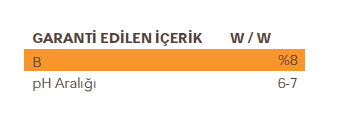 GARANTİ EDİLEN İÇERİK W / W
B %8
pH Aralığı 6-7